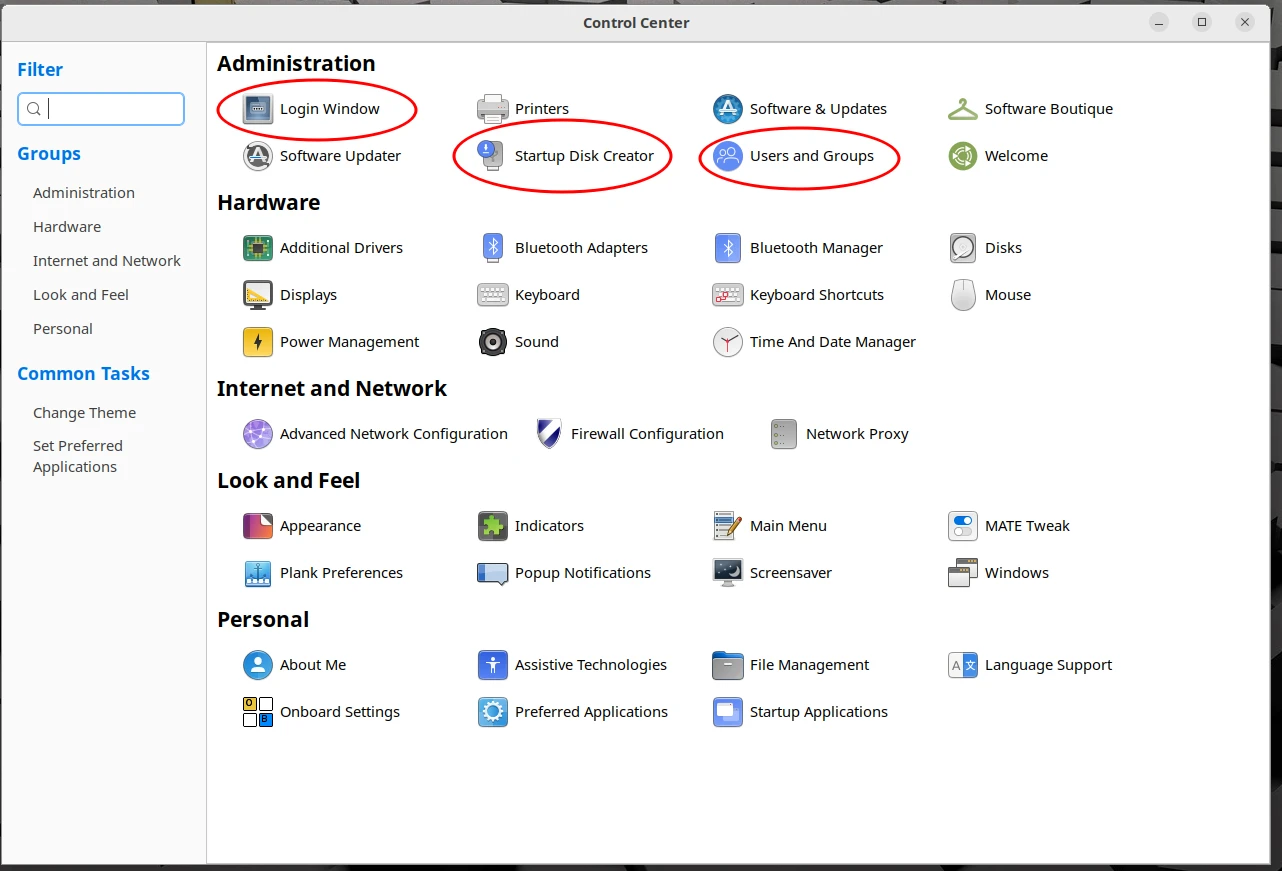 Control Center
Filter
Groups
Administration
Hardware
Internet and Network
Look and Feel
Personal
Common Tasks
Change Theme
Set Preferred
Applications
Administration
Login Window Printers Software & Updates Software Boutique
Software Updater Startup Disk Creator Users and Groups Welcome
Hardware
Additional Drivers Bluetooth Adapters Bluetooth Manager Disks
Displays Keyboard Keyboard Shortcuts Mouse
Power Management Sound Time And Date Manager
Internet and Network
Advanced Network Configuration Firewall Configuration Network Proxy
Look and Feel
Appearance Indicators Main Menu MATE Tweak
Plank Preferences Popup Notifications Screensaver Windows
Personal
About Me Assistive Technologies File Management A 文 Language Support
O B Onboard Settings Preferred Applications Startup Applications